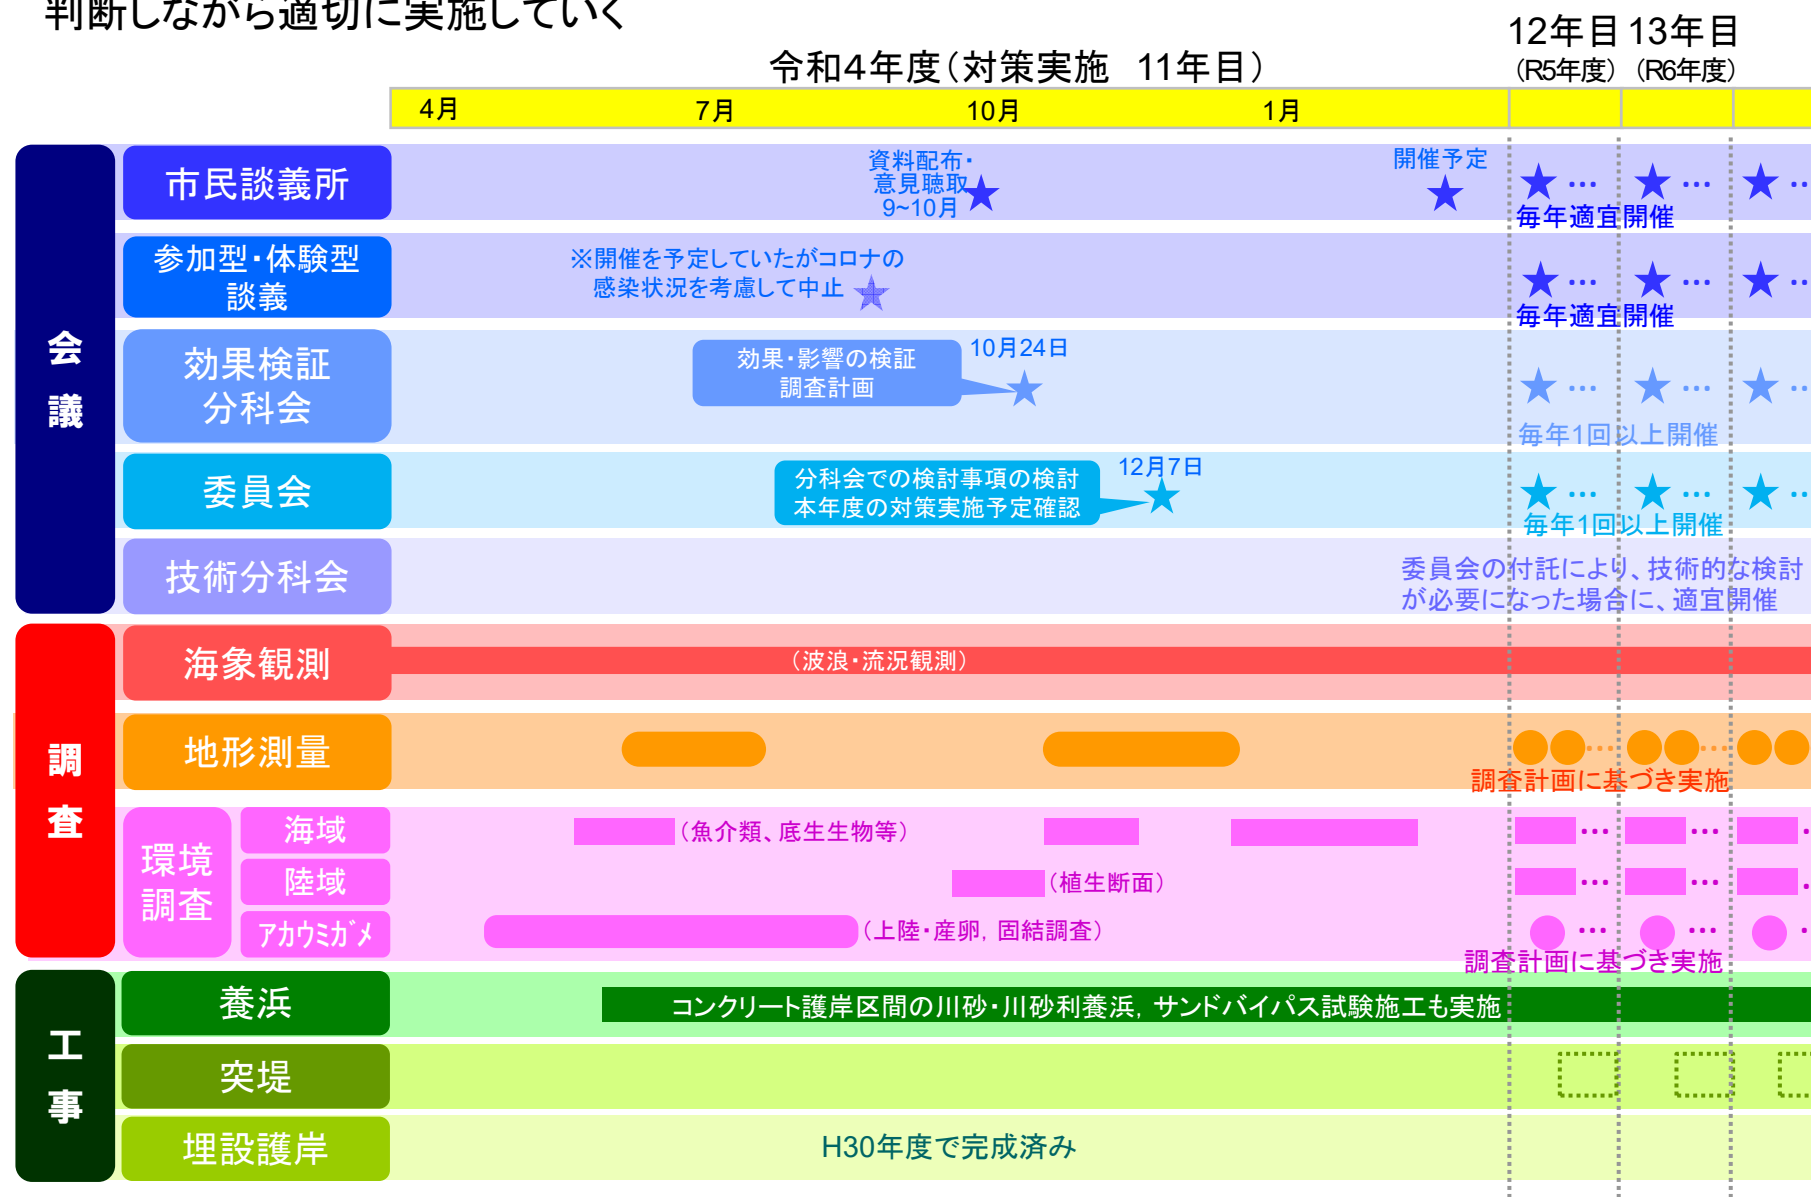 判断しながら適切に実施していく
12年目 13年目
令和4年度(対策実施　11年目)
(R5年度) (R6年度)
4月 7月 10月 1月
会議
市民談義所
資料配布・
意見聴取
9~10月
開催予定
…
…
…
毎年適宜開催
参加型・体験型
談義
※開催を予定していたがコロナの
感染状況を考慮して中止
…
…
…
毎年適宜開催
効果検証
分科会
効果・影響の検証
調査計画
10月24日
…
…
…
毎年1回以上開催
委員会
分科会での検討事項の検討
本年度の対策実施予定確認
12月7日
…
…
…
毎年1回以上開催
技術分科会
委員会の付託により、技術的な検討
が必要になった場合に、適宜開催
調査
海象観測
(波浪・流況観測)
地形測量
…
…
調査計画に基づき実施
環境
調査
海域
(魚介類、底生生物等)
…
…
陸域
(植生断面)
…
…
アカウミガメ
(上陸・産卵, 固結調査)
…
…
調査計画に基づき実施
工事
養浜
コンクリート護岸区間の川砂・川砂利養浜, サンドバイパス試験施工も実施
突堤
埋設護岸
H30年度で完成済み